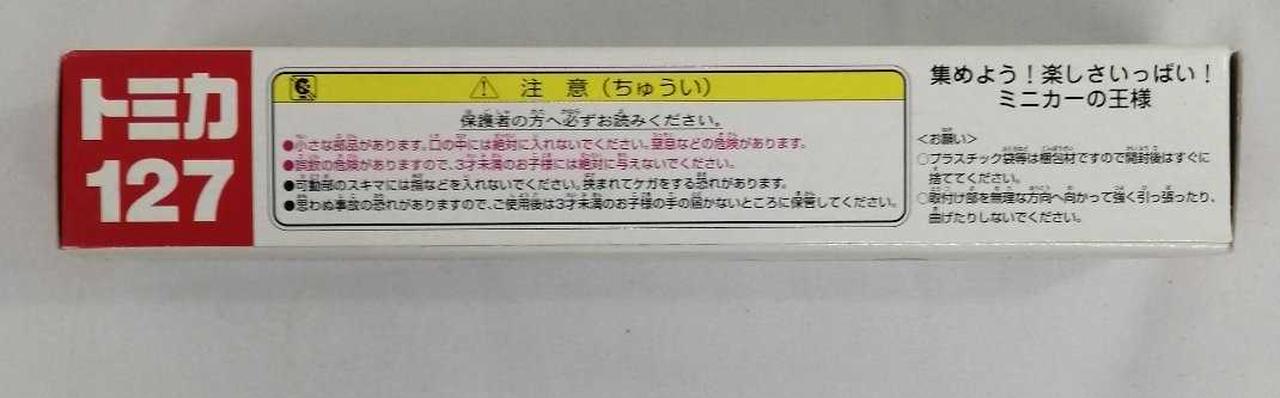 トミカ
127
注 意（ちゅうい）
保護者の方へ必ずお読みください。
●小さな部品があります。口の中には絶対に入れないでください。窒息などの危険があります。
●誤飲の危険がありますので、3才未満のお子様には絶対に与えないでください。
●可動部のスキマには指などを入れないでください。挟まれてケガをする恐れがあります。
●思わぬ事故の恐れがありますので、ご使用後は3才未満のお子様の手の届かないところに保管してください。
集めよう！楽しさいっぱい！
ミニカーの王様
＜お願い＞
○プラスチック袋等は梱包材ですので開封後はすぐに
捨ててください。
○取付け部を無理な方向へ向かって強く引っ張ったり、
曲げたりしないでください。